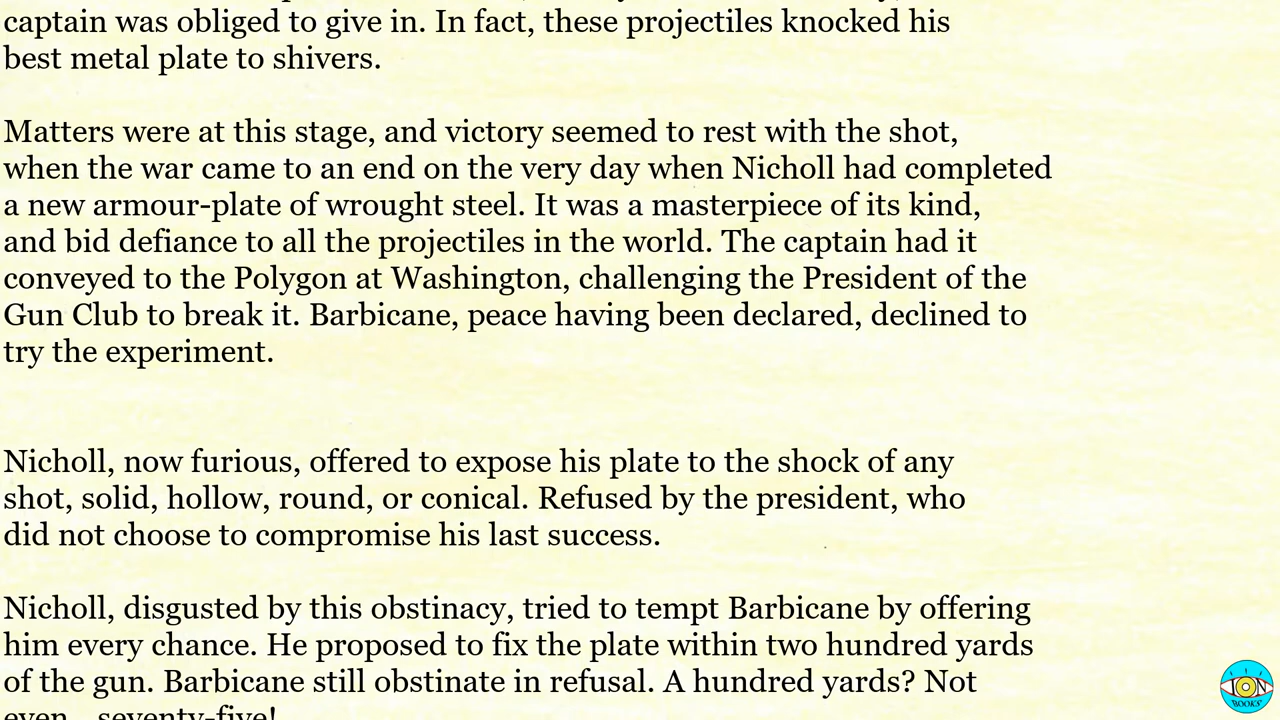 captain was obliged to give in. In fact, these projectiles knocked his
best metal plate to shivers.
Matters were at this stage, and victory seemed to rest with the shot,
when the war came to an end on the very day when Nicholl had completed
a new armour-plate of wrought steel. It was a masterpiece of its kind,
and bid defiance to all the projectiles in the world. The captain had it
conveyed to the Polygon at Washington, challenging the President of the
Gun Club to break it. Barbicane, peace having been declared, declined to
try the experiment.
Nicholl, now furious, offered to expose his plate to the shock of any
shot, solid, hollow, round, or conical. Refused by the president, who
did not choose to compromise his last success.
Nicholl, disgusted by this obstinacy, tried to tempt Barbicane by offering
him every chance. He proposed to fix the plate within two hundred yards
of the gun. Barbicane still obstinate in refusal. A hundred yards? Not
even seventy-five!
ION
BOOKS